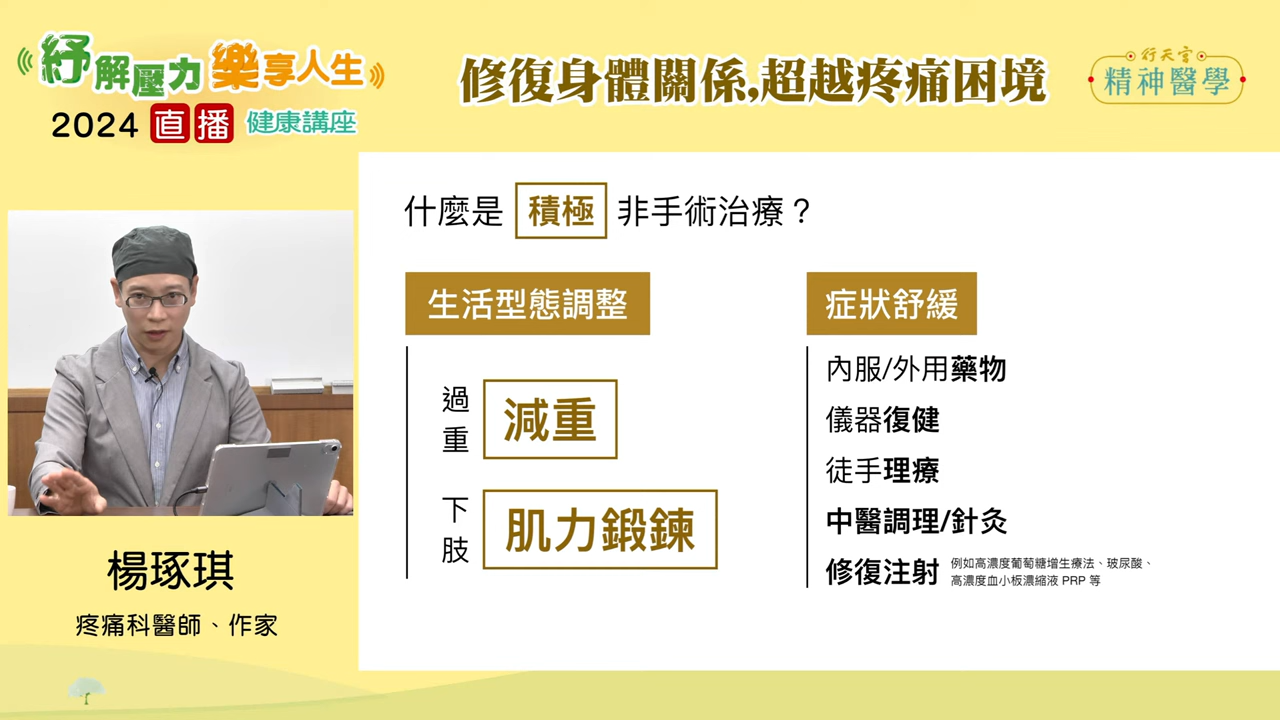 紓解壓力 樂享人生
2024 直播 健康講座
修復身體關係,超越疼痛困境
行天宮
精神醫學
什麼是 積極 非手術治療？
生活型態調整
過重 減重
下肢 肌力鍛鍊
症狀舒緩
內服/外用藥物
儀器復健
徒手理療
中醫調理/針灸
修復注射 例如高濃度葡萄糖增生療法、玻尿酸、
高濃度血小板濃縮液 PRP 等
楊琢琪
疼痛科醫師、作家